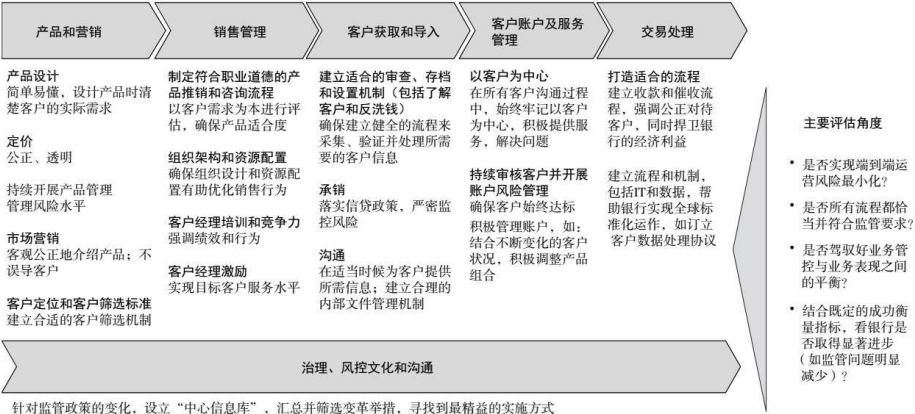 产品和营销
销售管理
客户获取和导入
客户账户及服务
管理
交易处理
产品设计
简单易懂，设计产品时清
楚客户的实际需求
定价
公正、透明
持续开展产品管理
管理风险水平
市场营销
客观公正地介绍产品；不
误导客户
客户定位和客户筛选标准
建立合适的客户筛选机制
制定符合职业道德的产
品推销和咨询流程
以客户需求为本进行评
估，确保产品适合度
组织架构和资源配置
确保组织设计和资源配
置有助优化销售行为
客户经理培训和竞争力
强调绩效和行为
客户经理激励
实现目标客户服务水平
建立适合的审查、存档
和设置机制（包括了解
客户和反洗钱）
确保建立健全的流程来
采集、验证并处理所需
要的客户信息
承销
落实信贷政策，严密监
控风险
沟通
在适当时候为客户提供
所需信息；建立合理的
内部文件管理机制
以客户为中心
在所有客户沟通过程
中，始终牢记以客户
为中心，积极提供服
务，解决问题
持续审核客户并开展
账户风险管理
确保客户始终达标
积极管理账户，如：
结合不断变化的客户
状况，积极调整产品
组合
打造适合的流程
建立收款和催收流
程，强调公正对待
客户，同时捍卫银
行的经济利益
建立流程和机制，
包括IT和数据，帮
助银行实现全球标
准化运作，如订立
客户数据处理协议
主要评估角度
• 是否实现端到端运
营风险最小化？
• 是否所有流程都恰
当并符合监管要求？
• 是否驾驭好业务管
控与业务表现之间
的平衡？
• 结合既定的成功衡
量指标，看银行是
否取得显著进步
（如监管问题明显
减少）？
治理、风控文化和沟通
针对监管政策的变化，设立“中心信息库”，汇总并筛选变革举措，寻找到最精益的实施方式